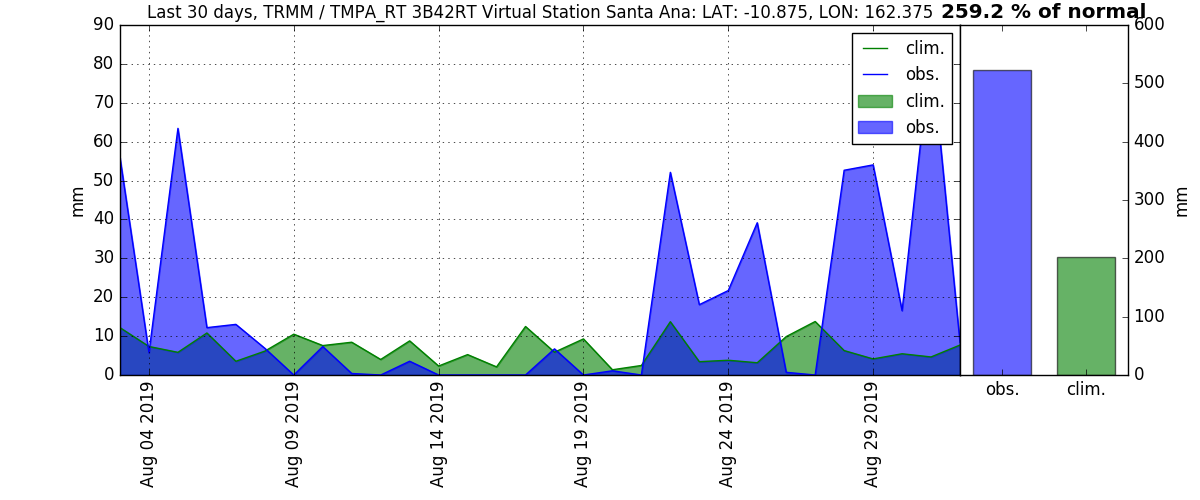 Last 30 days, TRMM / TMPA_RT 3B42RT Virtual Station Santa Ana: LAT: -10.875, LON: 162.375 259.2 % of normal
90
80
70
60
50
40
30
20
10
0
mm
clim.
obs.
clim.
obs.
Aug 04 2019
Aug 09 2019
Aug 14 2019
Aug 19 2019
Aug 24 2019
Aug 29 2019
600
500
400
300
200
100
0
mm
obs. clim.